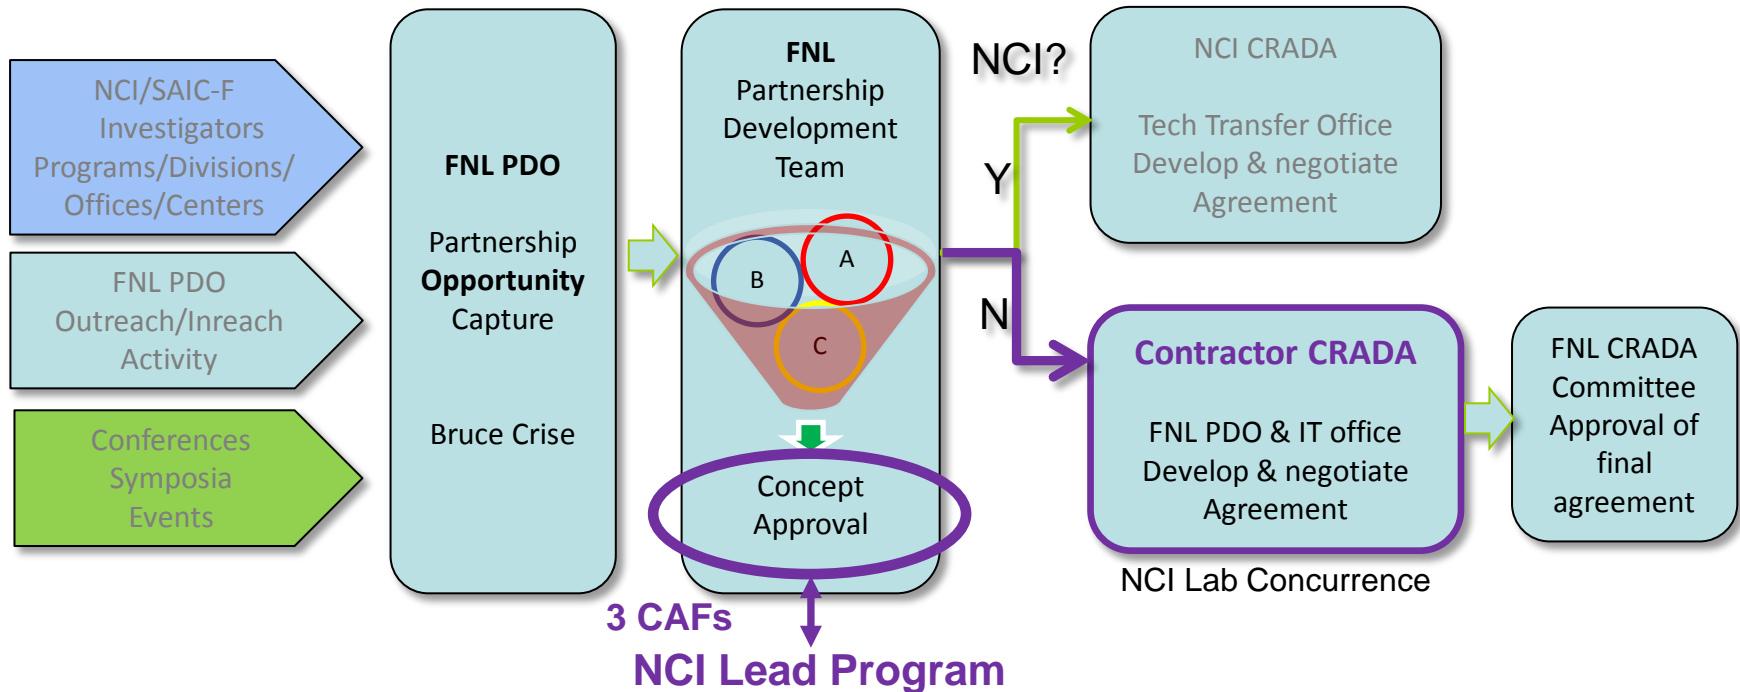 NCI/SAIC-F
Investigators
Programs/Divisions/
Offices/Centers
FNL PDO
Outreach/Inreach
Activity
Conferences
Symposia
Events
FNL PDO
Partnership
Opportunity
Capture
Bruce Crise
FNL
Partnership
Development
Team
A
B
C
Concept
Approval
3 CAFs
NCI Lead Program
NCI?
Y
N
NCI CRADA
Tech Transfer Office
Develop & negotiate
Agreement
Contractor CRADA
FNL PDO & IT office
Develop & negotiate
Agreement
NCI Lab Concurrence
FNL CRADA
Committee
Approval of
final
agreement